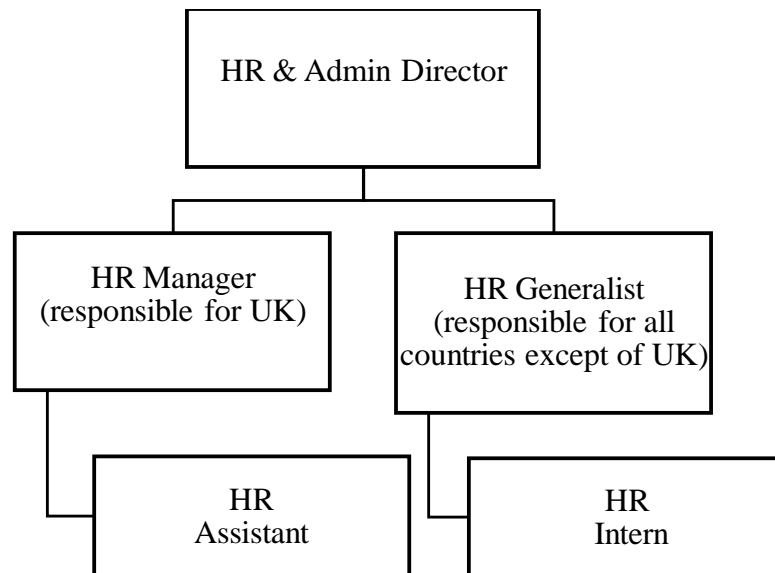 HR & Admin Director
HR Manager
(responsible for UK)
HR Generalist
(responsible for all
countries except of UK)
HR
Assistant
HR
Intern